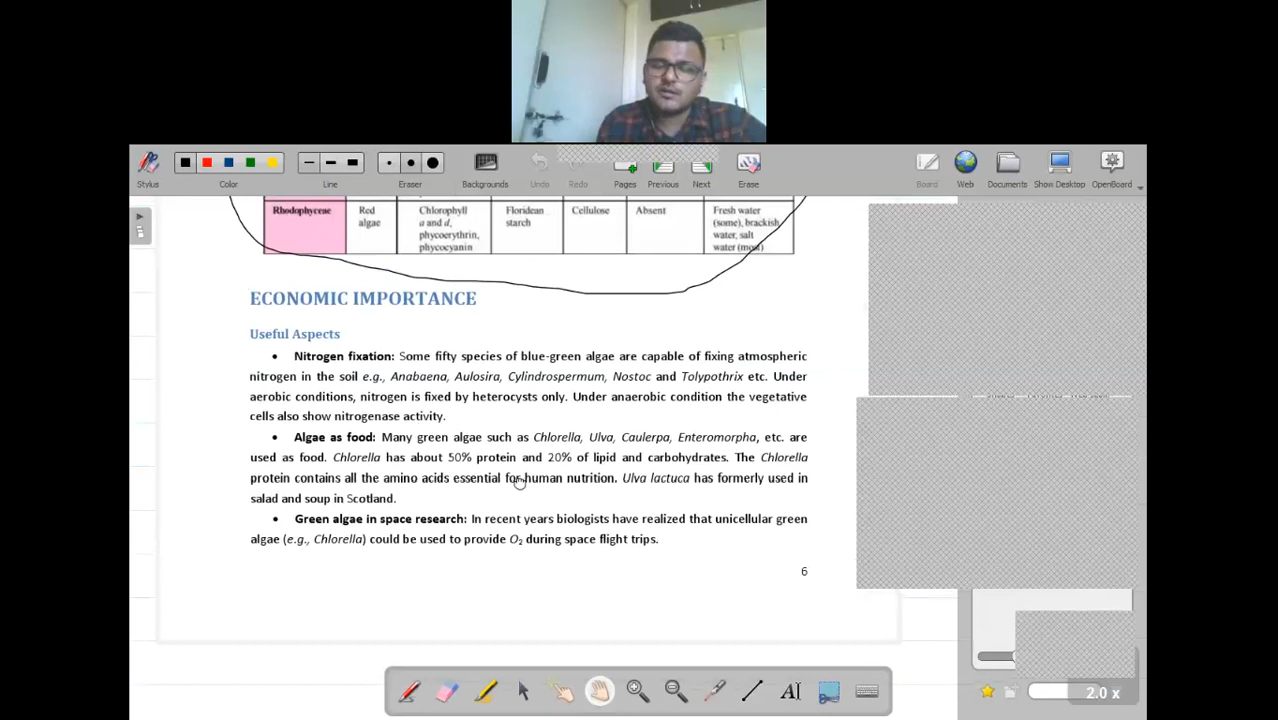 Stylus
Color
Line
Eraser
Backgrounds
Undo
Redo
Pages
Previous
Next
Erase
Board
Web
Documents
Show Desktop
OpenBoard
Rhodophyceae
Red
algae
Chlorophyll
a and d,
phycoerythrin,
phycocyanin
Floridean
starch
Cellulose
Absent
Fresh water
(some), brackish
water, salt
water (most)
ECONOMIC IMPORTANCE
Useful Aspects
• Nitrogen fixation: Some fifty species of blue-green algae are capable of fixing atmospheric
nitrogen in the soil e.g., Anabaena, Aulosira, Cylindrospermum, Nostoc and Tolypothrix etc. Under
aerobic conditions, nitrogen is fixed by heterocysts only. Under anaerobic condition the vegetative
cells also show nitrogenase activity.
• Algae as food: Many green algae such as Chlorella, Ulva, Caulerpa, Enteromorpha, etc. are
used as food. Chlorella has about 50% protein and 20% of lipid and carbohydrates. The Chlorella
protein contains all the amino acids essential for human nutrition. Ulva lactuca has formerly used in
salad and soup in Scotland.
• Green algae in space research: In recent years biologists have realized that unicellular green
algae (e.g., Chlorella) could be used to provide O₂ during space flight trips.
6
2.0 x